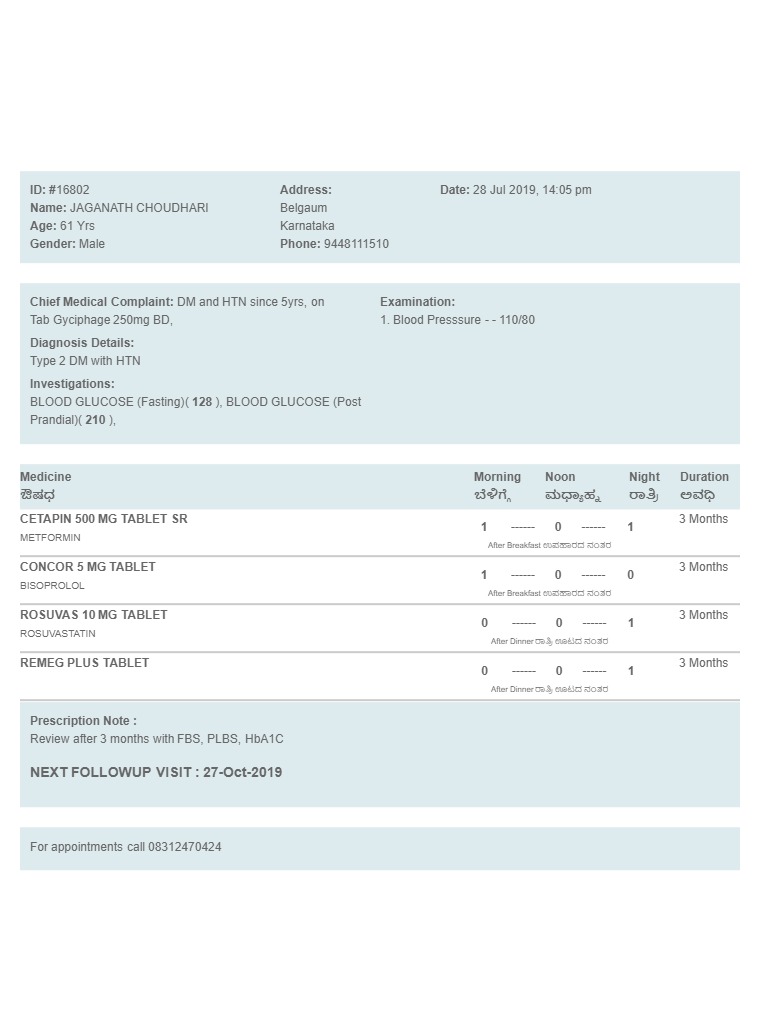 ID: #16802
Name: JAGANATH CHOUDHARI
Age: 61 Yrs
Gender: Male
Address:
Belgaum
Karnataka
Phone: 9448111510
Date: 28 Jul 2019, 14:05 pm
Chief Medical Complaint: DM and HTN since 5yrs, on
Tab Gyciphage 250mg BD,
Diagnosis Details:
Type 2 DM with HTN
Investigations:
BLOOD GLUCOSE (Fasting)( 128 ), BLOOD GLUCOSE (Post
Prandial)( 210 ),
Examination:
1. Blood Presssure - - 110/80
Medicine Morning Noon Night Duration
ಔಷಧ ಬೆಳಿಗ್ಗೆ ಮಧ್ಯಾಹ್ನ ರಾತ್ರಿ ಅವಧಿ
CETAPIN 500 MG TABLET SR 1 ------ 0 ------ 1 3 Months
METFORMIN After Breakfast ಉಪಹಾರದ ನಂತರ
CONCOR 5 MG TABLET 1 ------ 0 ------ 0 3 Months
BISOPROLOL After Breakfast ಉಪಹಾರದ ನಂತರ
ROSUVAS 10 MG TABLET 0 ------ 0 ------ 1 3 Months
ROSUVASTATIN After Dinner ರಾತ್ರಿ ಊಟದ ನಂತರ
REMEG PLUS TABLET 0 ------ 0 ------ 1 3 Months
After Dinner ರಾತ್ರಿ ಊಟದ ನಂತರ
Prescription Note :
Review after 3 months with FBS, PLBS, HbA1C
NEXT FOLLOWUP VISIT : 27-Oct-2019
For appointments call 08312470424